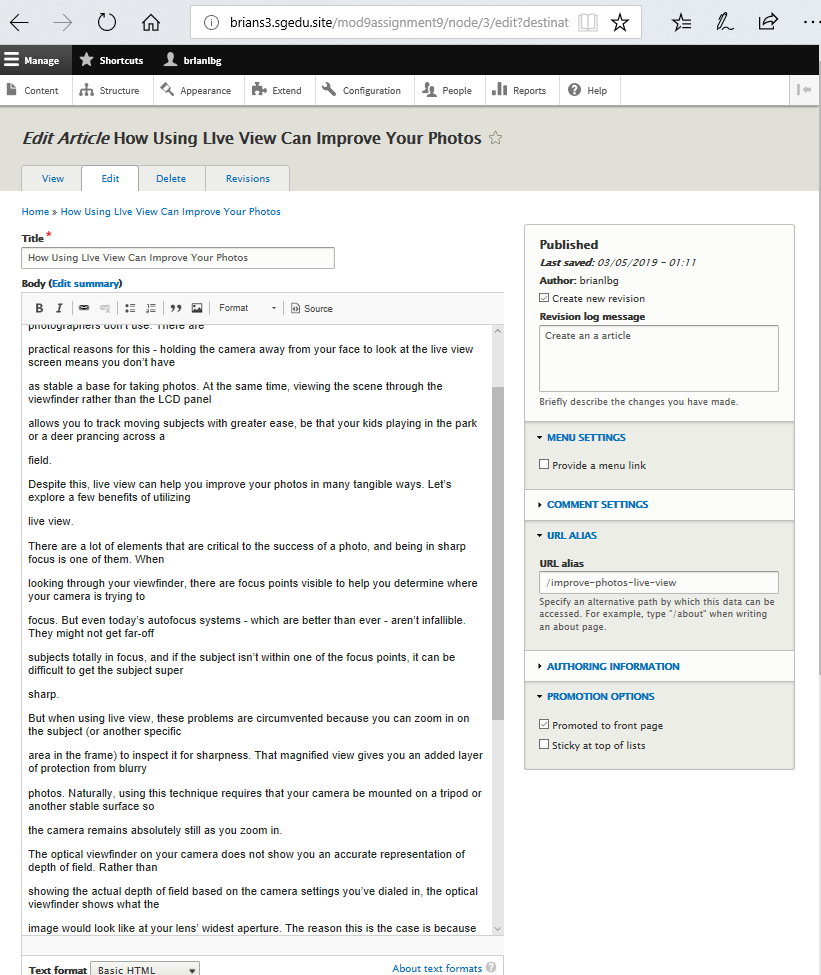 brians3.sgedu.site/mod9assignment9/node/3/edit?destinat
Manage Shortcuts brianlbg
Content Structure Appearance Extend Configuration People Reports Help
Edit Article How Using LIve View Can Improve Your Photos
View Edit Delete Revisions
Home » How Using LIve View Can Improve Your Photos
Title *
How Using LIve View Can Improve Your Photos
Body (Edit summary)
B I Format Source
photographers don't use. There are
practical reasons for this - holding the camera away from your face to look at the live view
screen means you don't have
as stable a base for taking photos. At the same time, viewing the scene through the
viewfinder rather than the LCD panel
allows you to track moving subjects with greater ease, be that your kids playing in the park
or a deer prancing across a
field.
Despite this, live view can help you improve your photos in many tangible ways. Let's
explore a few benefits of utilizing
live view.
There are a lot of elements that are critical to the success of a photo, and being in sharp
focus is one of them. When
looking through your viewfinder, there are focus points visible to help you determine where
your camera is trying to
focus. But even today's autofocus systems - which are better than ever - aren't infallible.
They might not get far-off
subjects totally in focus, and if the subject isn't within one of the focus points, it can be
difficult to get the subject super
sharp.
But when using live view, these problems are circumvented because you can zoom in on
the subject (or another specific
area in the frame) to inspect it for sharpness. That magnified view gives you an added layer
of protection from blurry
photos. Naturally, using this technique requires that your camera be mounted on a tripod or
another stable surface so
the camera remains absolutely still as you zoom in.
The optical viewfinder on your camera does not show you an accurate representation of
depth of field. Rather than
showing the actual depth of field based on the camera settings you've dialed in, the optical
viewfinder shows what the
image would look like at your lens' widest aperture. The reason this is the case is because
Text format Basic HTML About text formats
Published
Last saved: 03/05/2019 - 01:11
Author: brianlbg
Create new revision
Revision log message
Create an a article
Briefly describe the changes you have made.
MENU SETTINGS
Provide a menu link
COMMENT SETTINGS
URL ALIAS
URL alias
/improve-photos-live-view
Specify an alternative path by which this data can be
accessed. For example, type "/about" when writing
an about page.
AUTHORING INFORMATION
PROMOTION OPTIONS
Promoted to front page
Sticky at top of lists